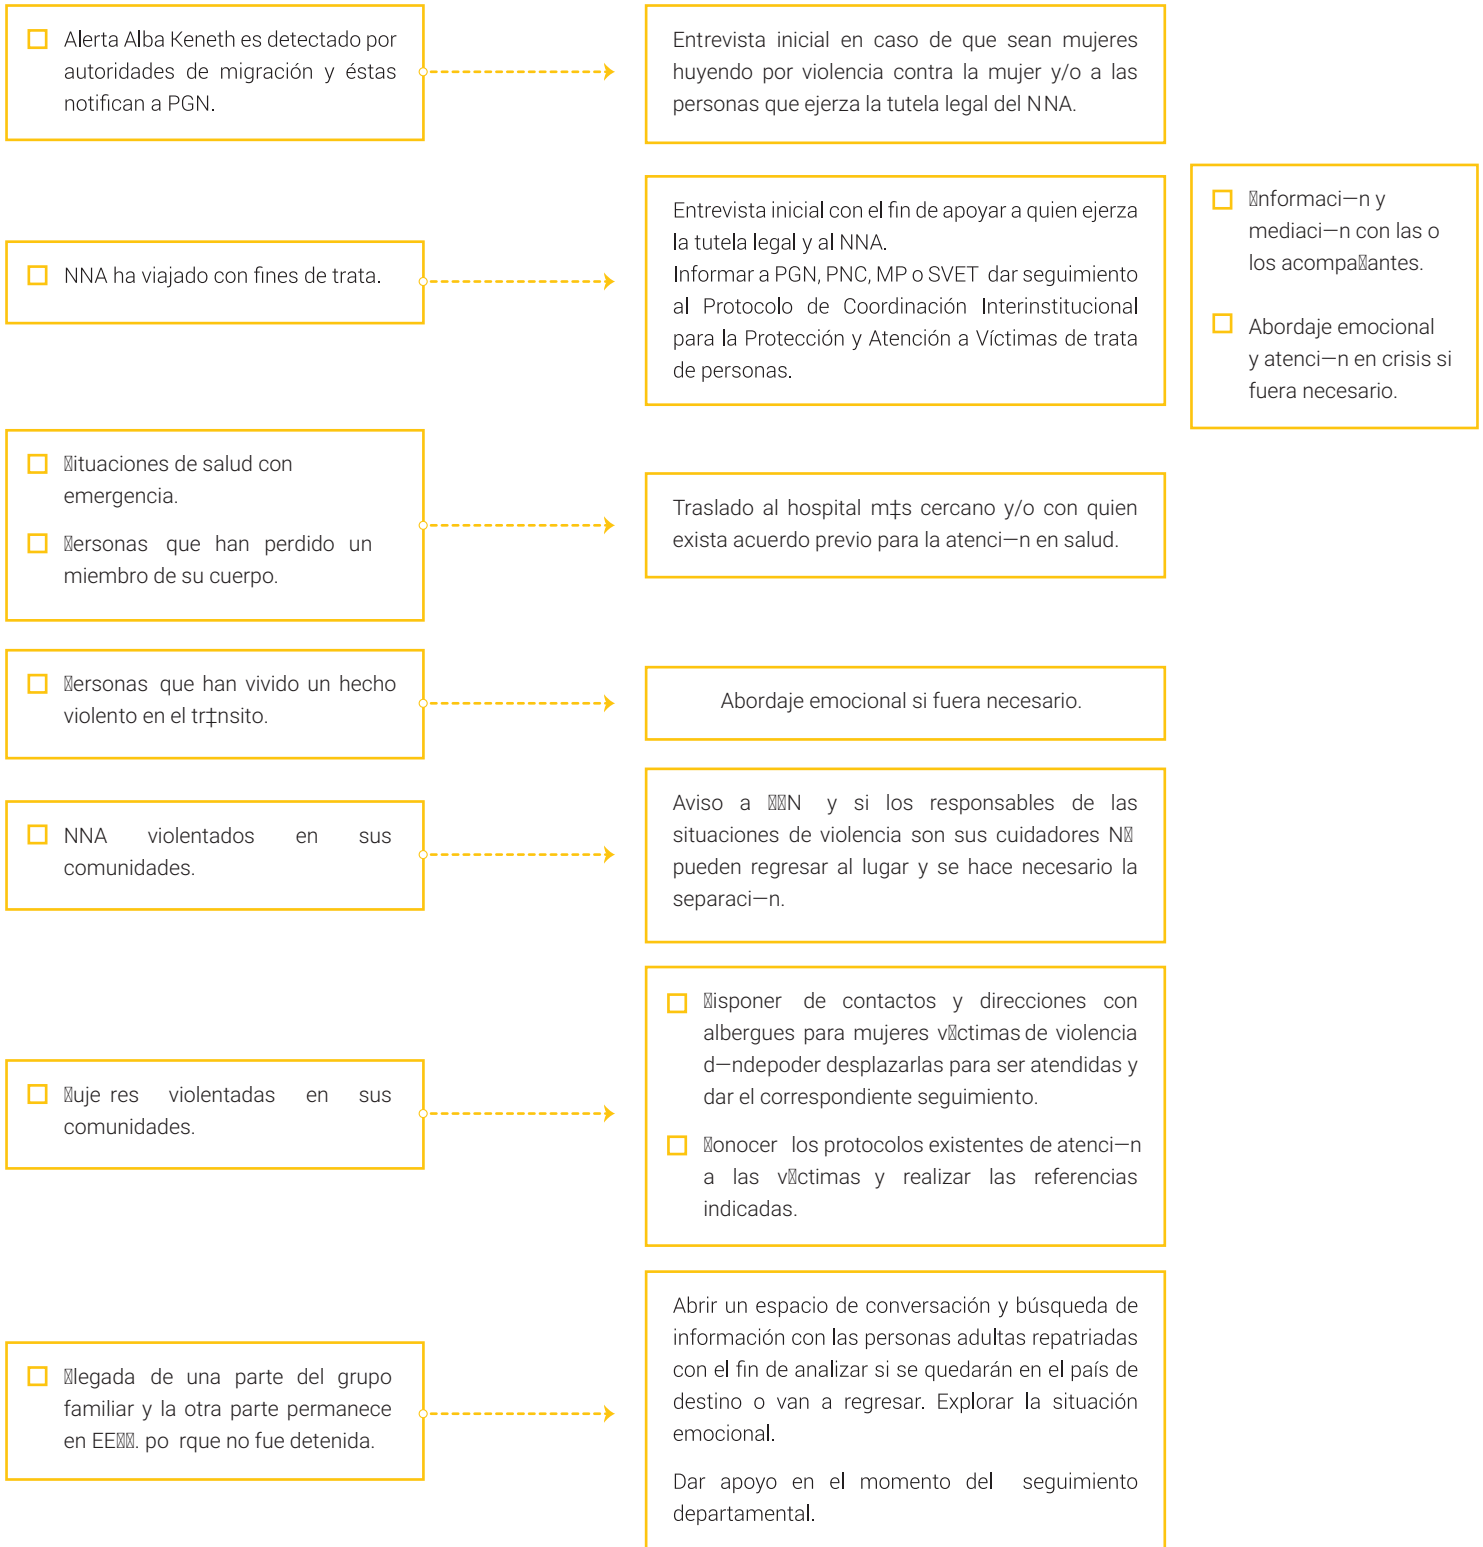 Alerta Alba Keneth es detectado por
autoridades de migración y éstas
notifican a PGN.
Entrevista inicial en caso de que sean mujeres
huyendo por violencia contra la mujer y/o a las
personas que ejerza la tutela legal del NNA.
NNA ha viajado con fines de trata.
Entrevista inicial con el fin de apoyar a quien ejerza
la tutela legal y al NNA.
Informar a PGN, PNC, MP o SVET dar seguimiento
al Protocolo de Coordinación Interinstitucional
para la Protección y Atención a Víctimas de trata
de personas.
☒nformaci—n y
mediaci—n con las o
los acompa☒antes.
Abordaje emocional
y atenci—n en crisis si
fuera necesario.
☒ituaciones de salud con
emergencia.
☒ersonas que han perdido un
miembro de su cuerpo.
Traslado al hospital m‡s cercano y/o con quien
exista acuerdo previo para la atenci—n en salud.
☒ersonas que han vivido un hecho
violento en el tr‡nsito.
Abordaje emocional si fuera necesario.
NNA violentados en sus
comunidades.
Aviso a ☒☒N y si los responsables de las
situaciones de violencia son sus cuidadores N☒
pueden regresar al lugar y se hace necesario la
separaci—n.
☒uje res violentadas en sus
comunidades.
☒isponer de contactos y direcciones con
albergues para mujeres v☒ctimas de violencia
d—ndepoder desplazarlas para ser atendidas y
dar el correspondiente seguimiento.
☒onocer los protocolos existentes de atenci—n
a las v☒ctimas y realizar las referencias
indicadas.
☒legada de una parte del grupo
familiar y la otra parte permanece
en EE☒☒. po rque no fue detenida.
Abrir un espacio de conversación y búsqueda de
información con las personas adultas repatriadas
con el fin de analizar si se quedarán en el país de
destino o van a regresar. Explorar la situación
emocional.
Dar apoyo en el momento del seguimiento
departamental.